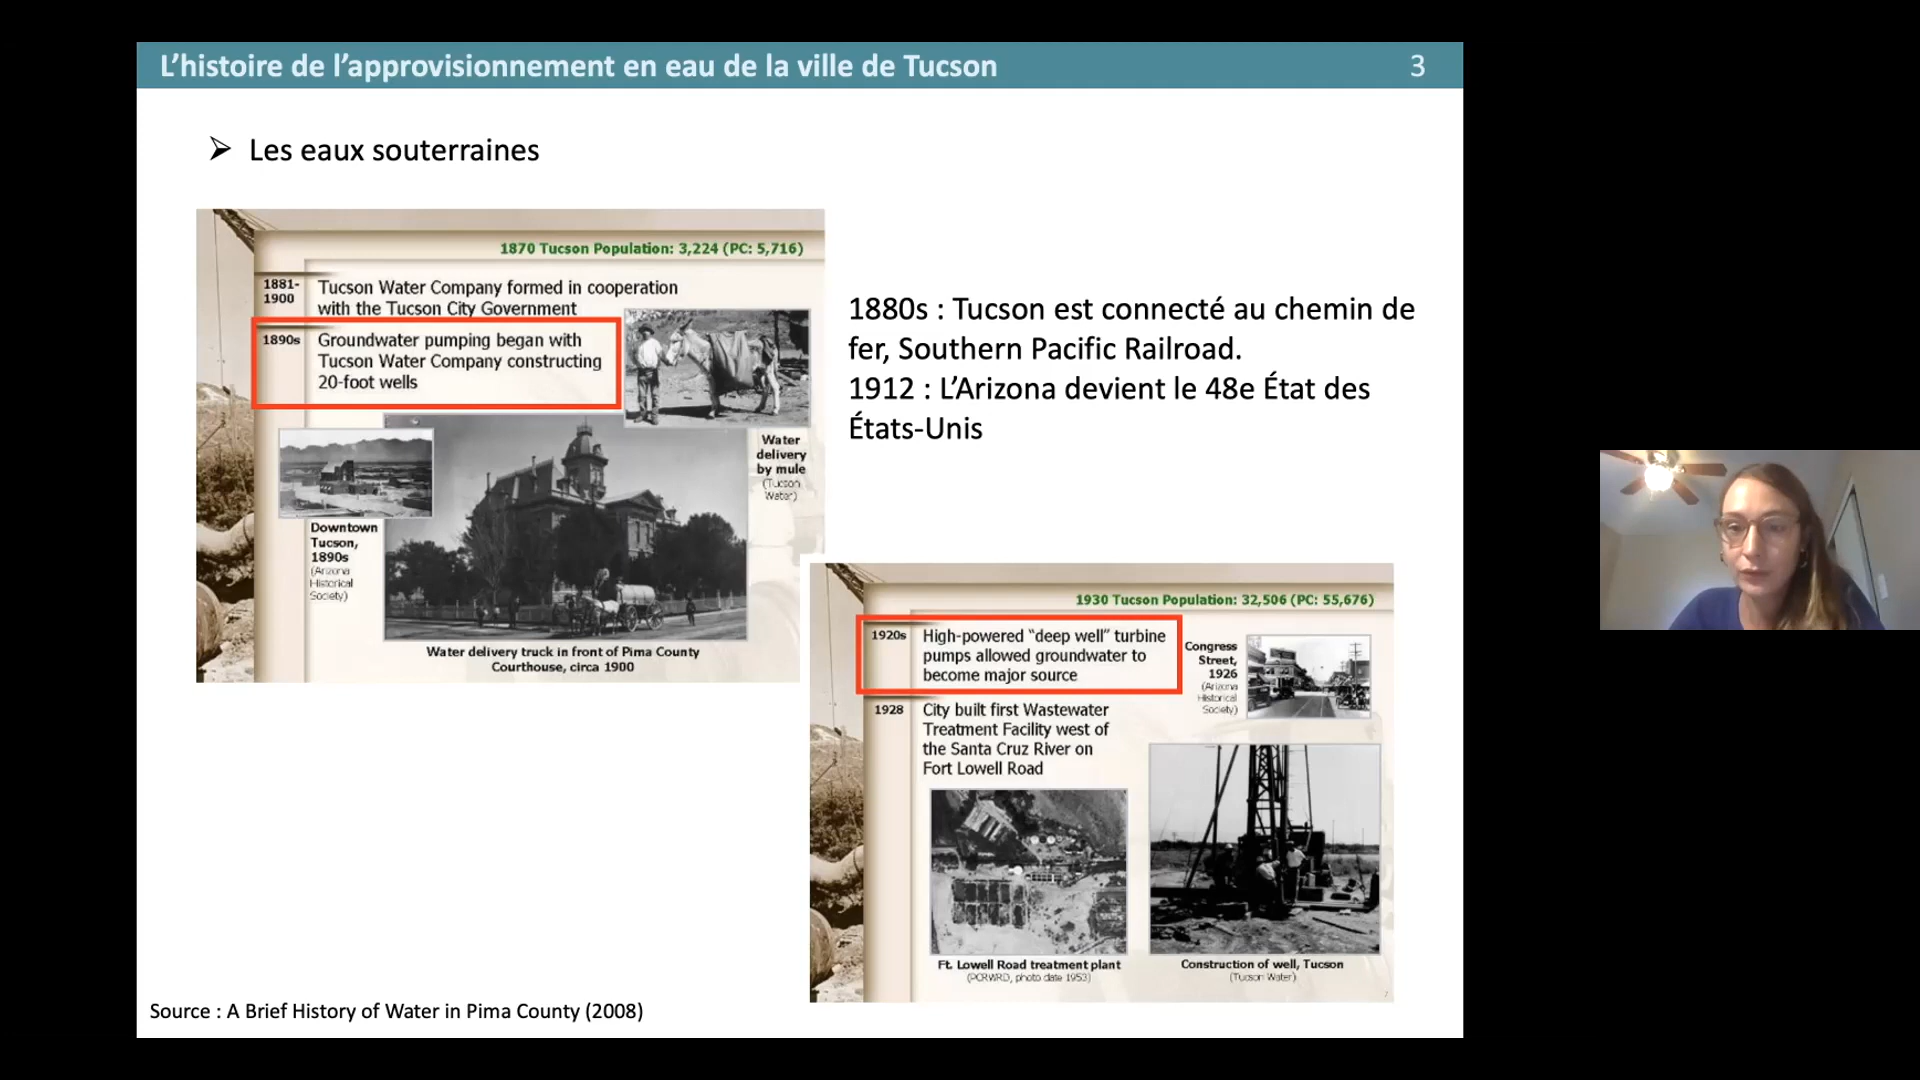 L’histoire de l’approvisionnement en eau de la ville de Tucson
3
➢ Les eaux souterraines
1870 Tucson Population: 3,224 (PC: 5,716)
1881-
1900
Tucson Water Company formed in cooperation
with the Tucson City Government
1890s
Groundwater pumping began with
Tucson Water Company constructing
20-foot wells
Water
delivery
by mule
(Tucson
Water)
Downtown
Tucson,
1890s
(Arizona
Historical
Society)
Water delivery truck in front of Pima County
Courthouse, circa 1900
1880s : Tucson est connecté au chemin de
fer, Southern Pacific Railroad.
1912 : L’Arizona devient le 48e État des
États-Unis
1930 Tucson Population: 32,506 (PC: 55,676)
1920s
High-powered “deep well” turbine
pumps allowed groundwater to
become major source
Congress
Street,
1926
(Arizona
Historical
Society)
1928
City built first Wastewater
Treatment Facility west of
the Santa Cruz River on
Fort Lowell Road
Ft. Lowell Road treatment plant
(PCRWRD, photo date 1953)
Construction of well, Tucson
(Tucson Water)
7
Source : A Brief History of Water in Pima County (2008)